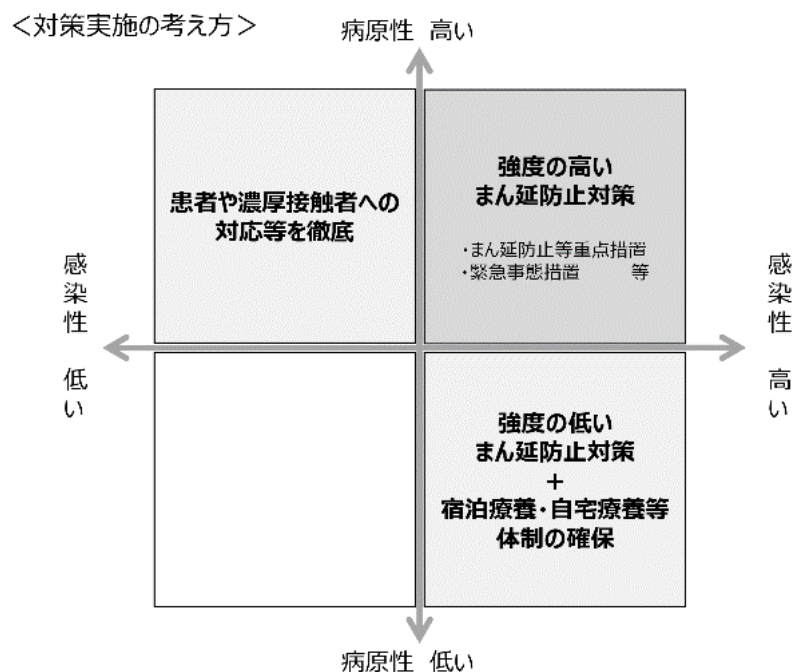 ＜対策実施の考え方＞
病原性 高い
患者や濃厚接触者への
対応等を徹底
強度の高い
まん延防止対策
・まん延防止等重点措置
・緊急事態措置 等
感染性 低い
感染性 高い
強度の低い
まん延防止対策
＋
宿泊療養・自宅療養等
体制の確保
病原性 低い